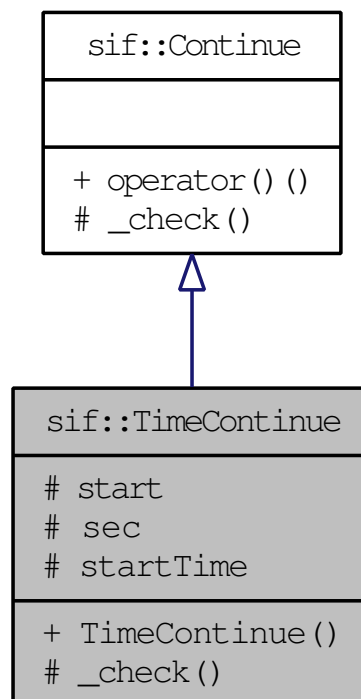 sif::Continue
+ operator()()
# _check()
sif::TimeContinue
# start
# sec
# startTime
+ TimeContinue()
# _check()